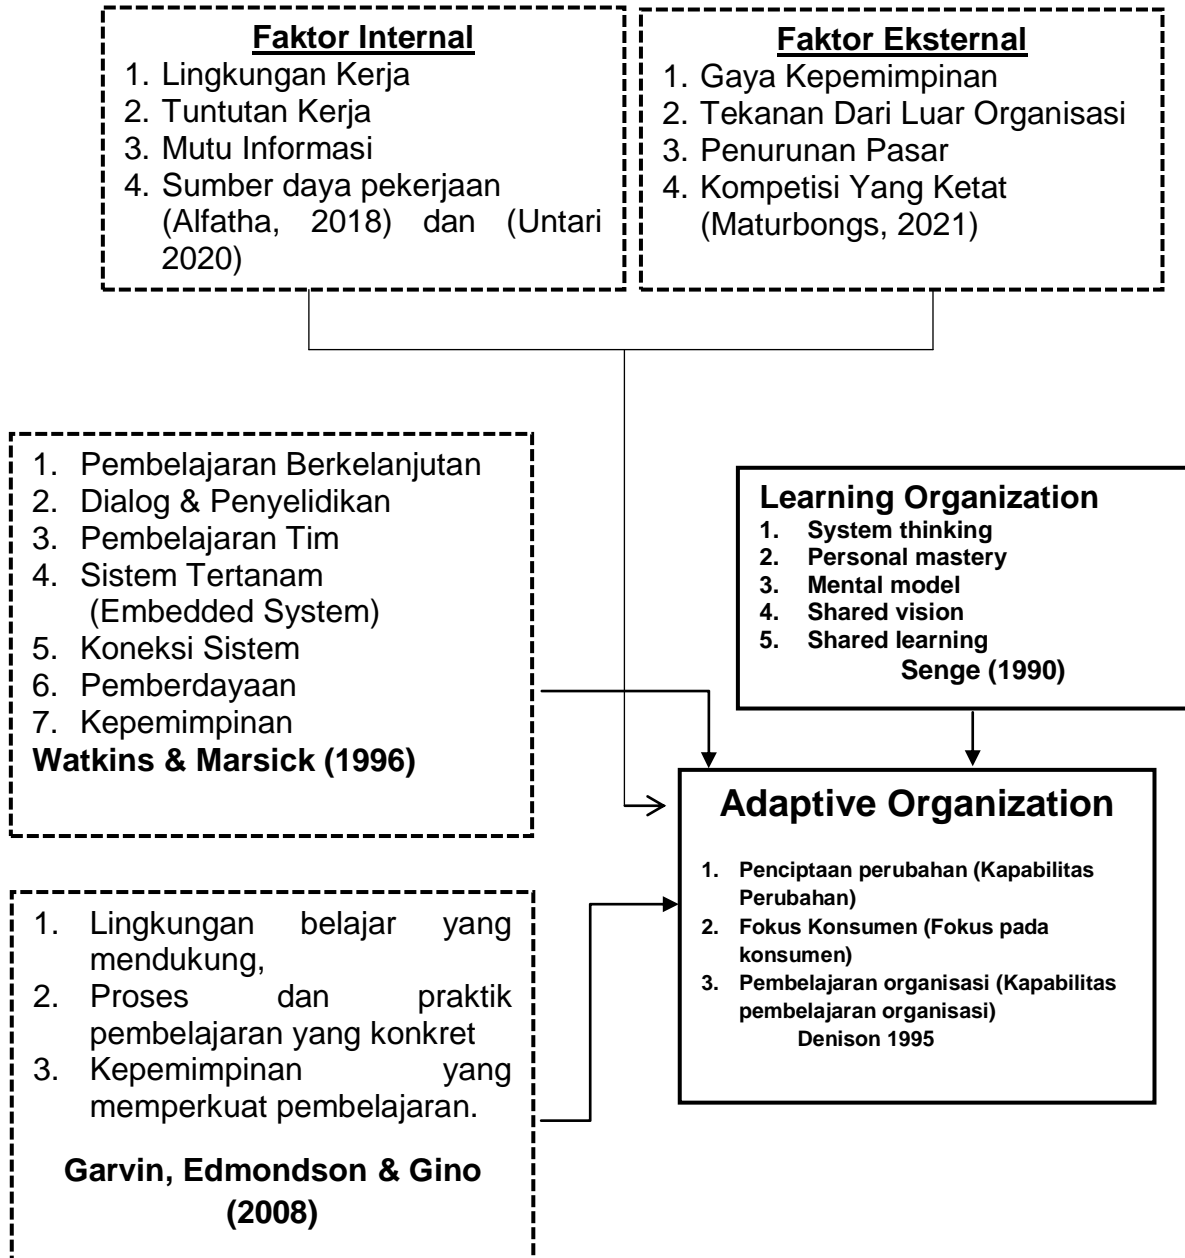 Faktor Internal
1. Lingkungan Kerja
2. Tuntutan Kerja
3. Mutu Informasi
4. Sumber daya pekerjaan
(Alfatha, 2018) dan (Untari
2020)
Faktor Eksternal
1. Gaya Kepemimpinan
2. Tekanan Dari Luar Organisasi
3. Penurunan Pasar
4. Kompetisi Yang Ketat
(Maturbongs, 2021)
1. Pembelajaran Berkelanjutan
2. Dialog & Penyelidikan
3. Pembelajaran Tim
4. Sistem Tertanam
(Embedded System)
5. Koneksi Sistem
6. Pemberdayaan
7. Kepemimpinan
Watkins & Marsick (1996)
Learning Organization
1. System thinking
2. Personal mastery
3. Mental model
4. Shared vision
5. Shared learning
Senge (1990)
Adaptive Organization
1. Penciptaan perubahan (Kapabilitas
Perubahan)
2. Fokus Konsumen (Fokus pada
konsumen)
3. Pembelajaran organisasi (Kapabilitas
pembelajaran organisasi)
Denison 1995
1. Lingkungan belajar yang
mendukung,
2. Proses dan praktik
pembelajaran yang konkret
3. Kepemimpinan yang
memperkuat pembelajaran.
Garvin, Edmondson & Gino
(2008)